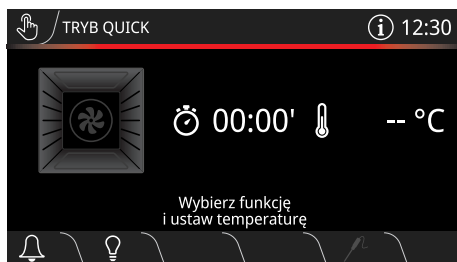 TRYB QUICK
i 12:30
00:00' -- °C
Wybierz funkcję
i ustaw temperaturę